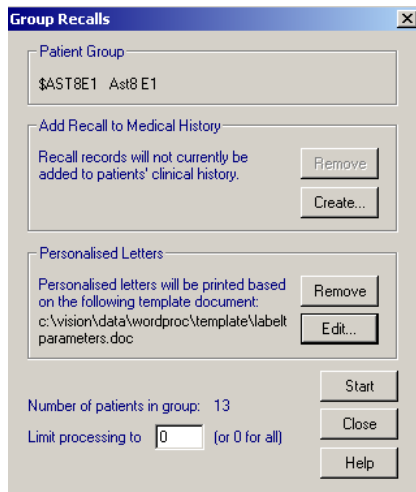 Group Recalls
Patient Group
$AST8E1 Ast8 E1
Add Recall to Medical History
Recall records will not currently be
added to patients' clinical history.
Remove
Create...
Personalised Letters
Personalised letters will be printed based
on the following template document:
c:\vision\data\wordproc\template\labelt
parameters.doc
Remove
Edit...
Number of patients in group: 13
Limit processing to 0 (or 0 for all)
Start
Close
Help